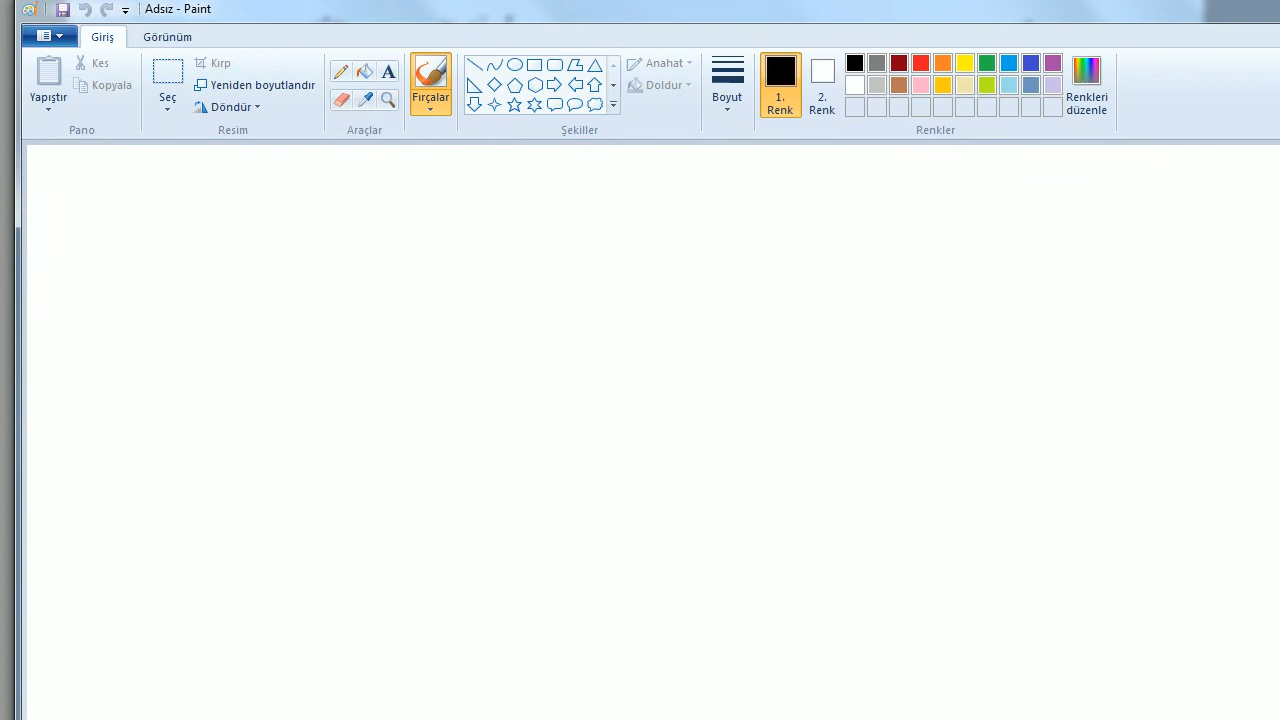 Adsız - Paint
Giriş Görünüm
Yapıştır
Kes
Kopyala
Pano
Seç
Kırp
Yeniden boyutlandır
Döndür
Resim
A
Araçlar
Fırçalar
Şekiller
Anahat
Doldur
Boyut
1.
Renk
2.
Renk
Renkler
Renkleri
düzenle